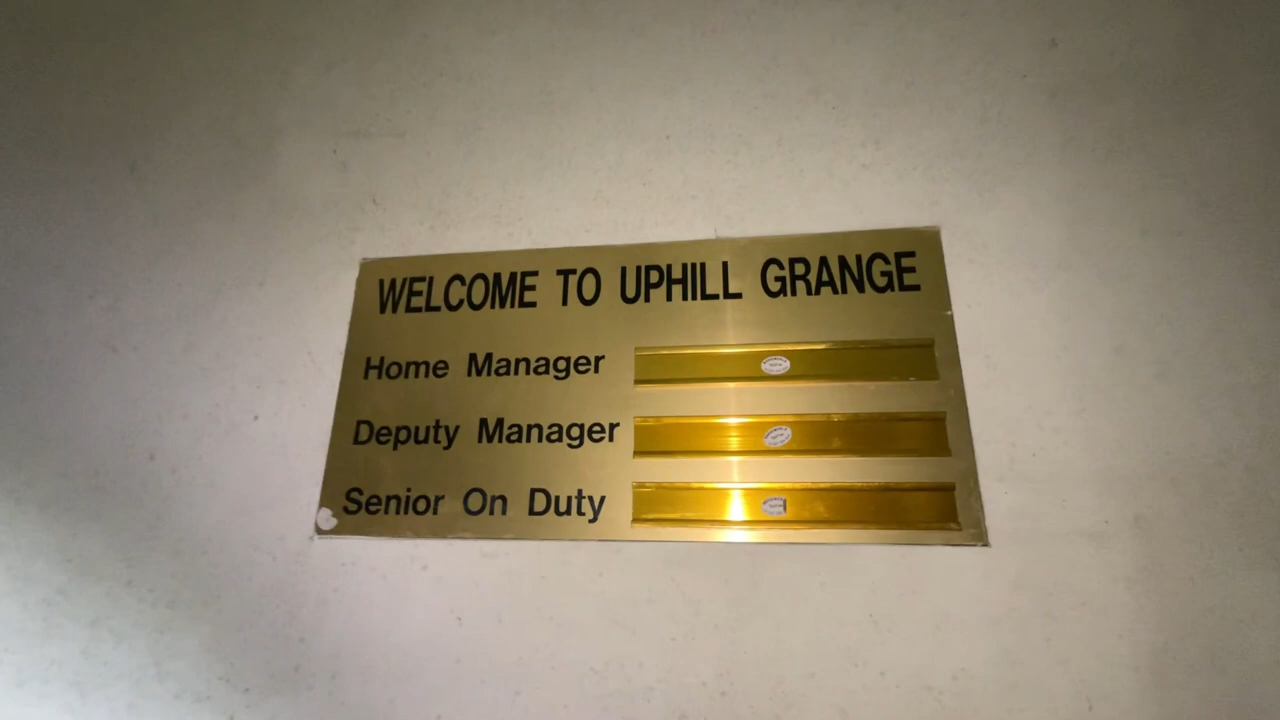 WELCOME TO UPHILL GRANGE
Home Manager
Deputy Manager
Senior On Duty